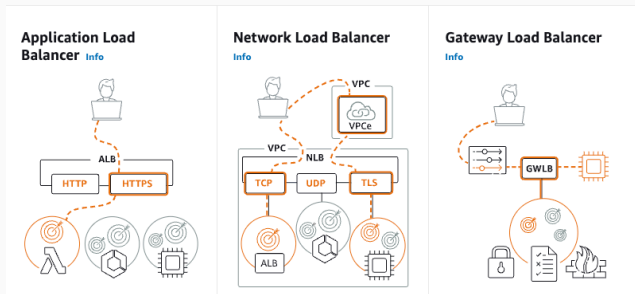 Application Load
Balancer Info
ALB
HTTP
HTTPS
Network Load Balancer
Info
VPC
VPCe
VPC
NLB
TCP
UDP
TLS
ALB
Gateway Load Balancer
Info
GWLB